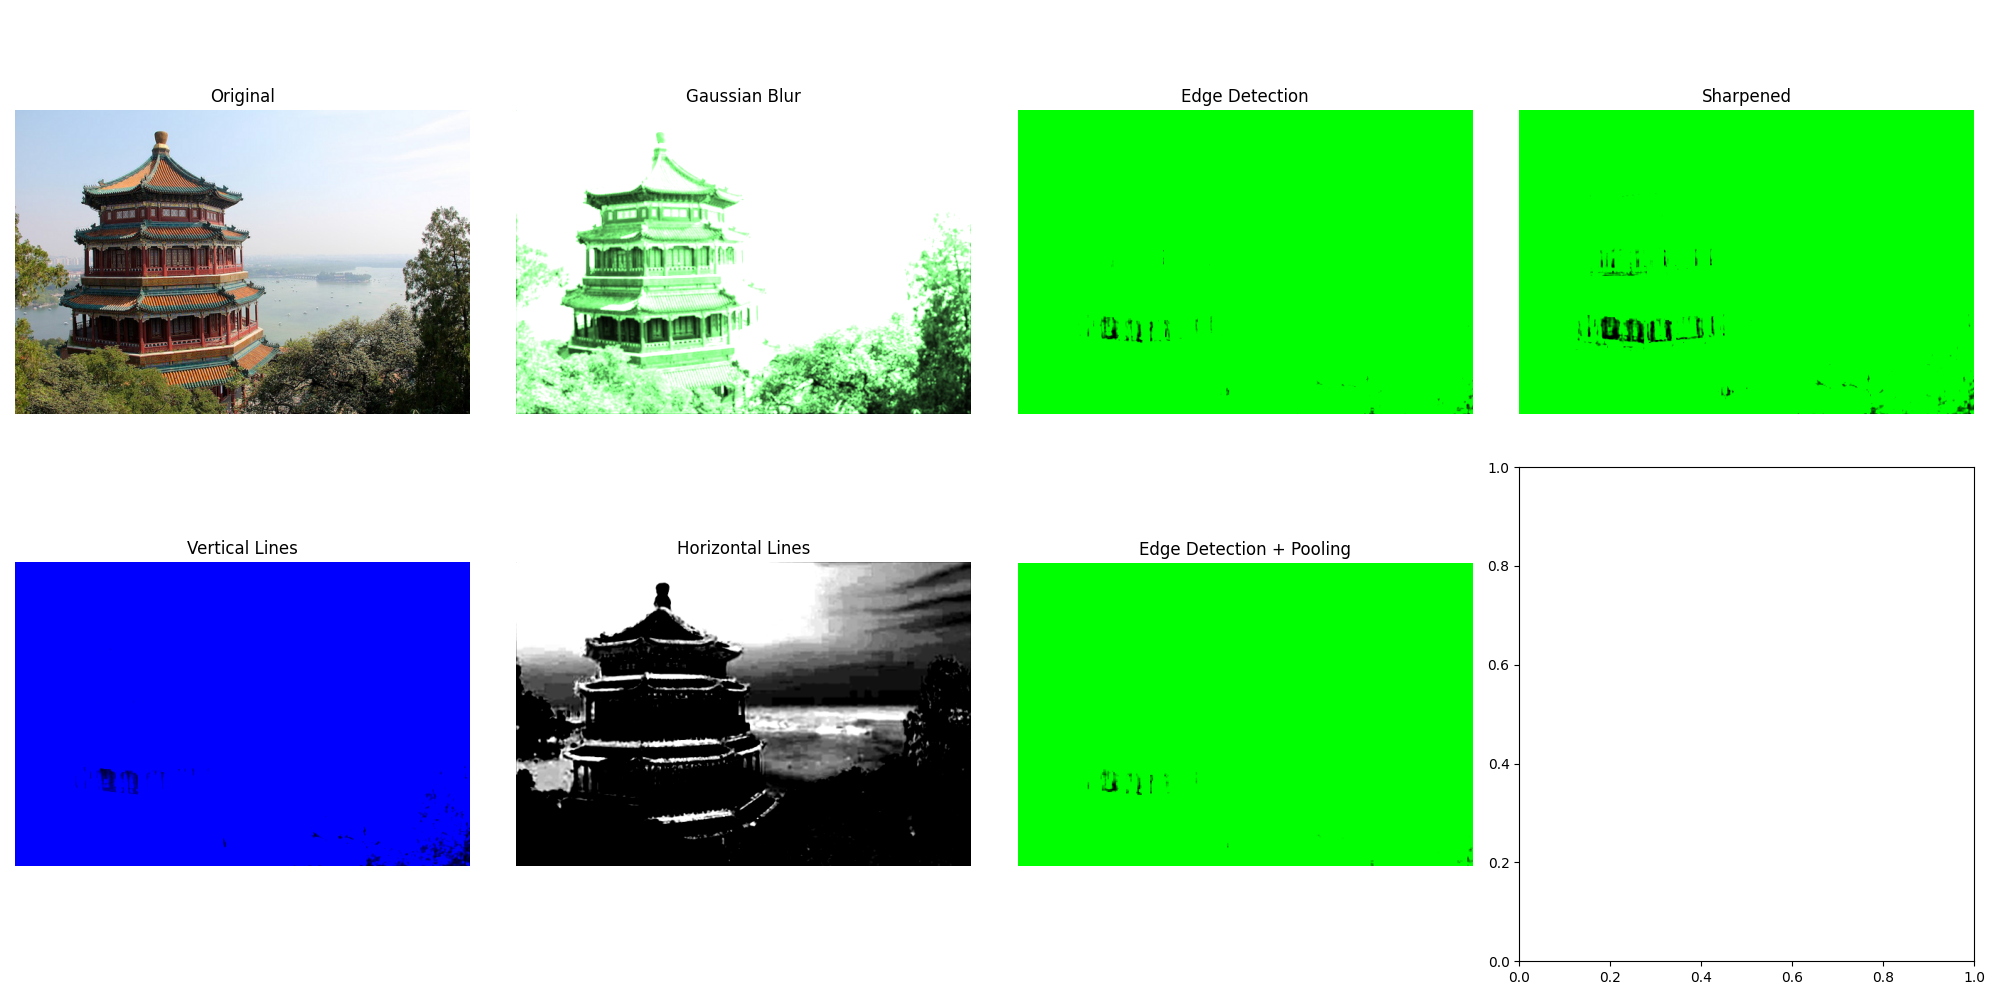 Original
Gaussian Blur
Edge Detection
Sharpened
Vertical Lines
Horizontal Lines
Edge Detection + Pooling
1.0
0.8
0.6
0.4
0.2
0.0
0.0 0.2 0.4 0.6 0.8 1.0